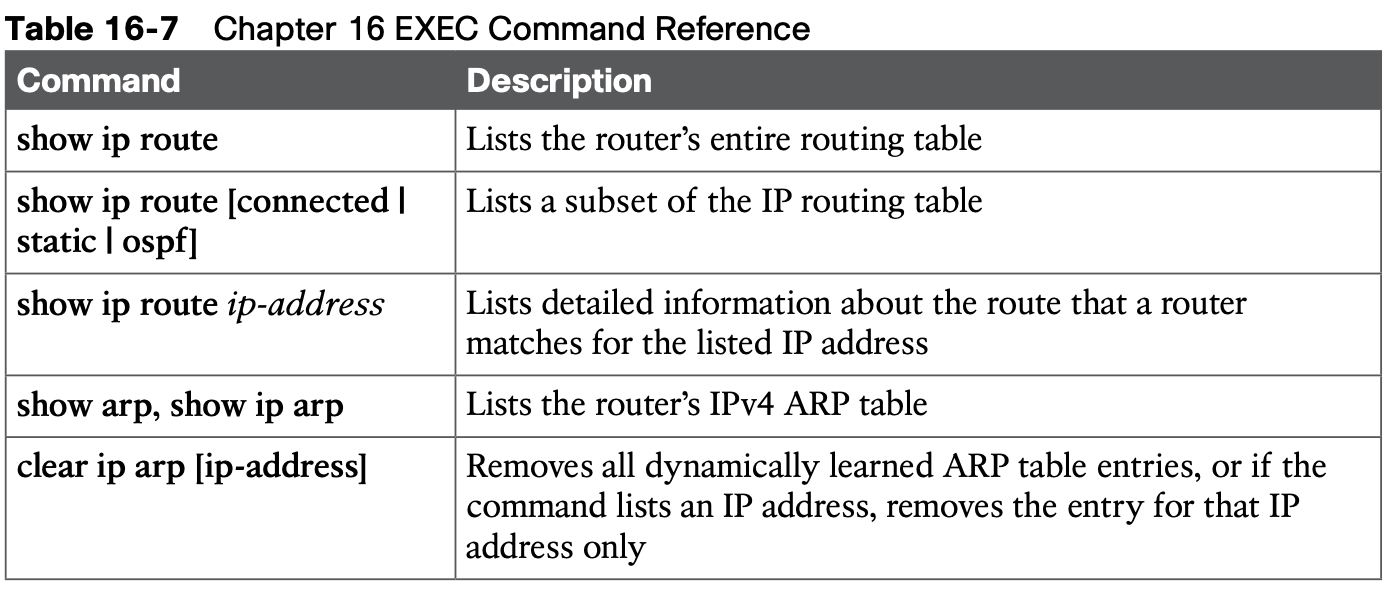 Table 16-7 Chapter 16 EXEC Command Reference
Command Description
show ip route Lists the router’s entire routing table
show ip route [connected | Lists a subset of the IP routing table
static | ospf]
show ip route ip-address Lists detailed information about the route that a router
matches for the listed IP address
show arp, show ip arp Lists the router’s IPv4 ARP table
clear ip arp [ip-address] Removes all dynamically learned ARP table entries, or if the
command lists an IP address, removes the entry for that IP
address only